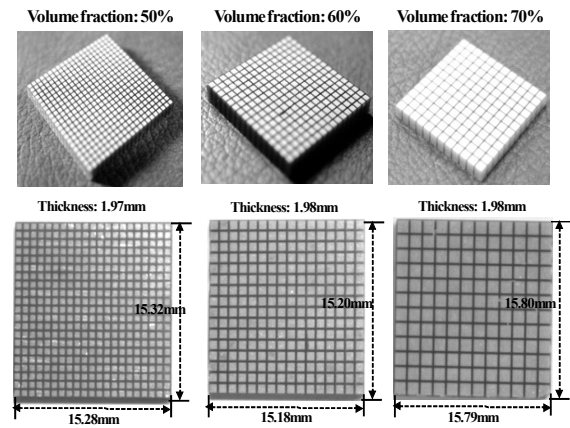 Volume fraction: 50%
Volume fraction: 60%
Volume fraction: 70%
Thickness: 1.97mm
Thickness: 1.98mm
Thickness: 1.98mm
15.32mm
15.20mm
15.80mm
15.28mm
15.18mm
15.79mm